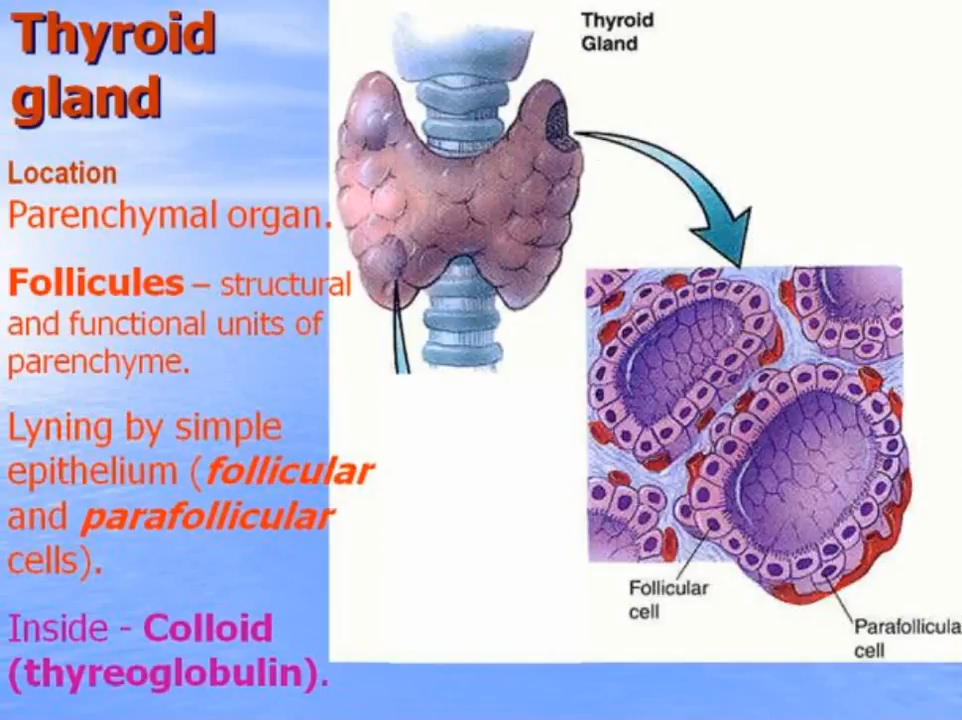 Thyroid
gland
Location
Parenchymal organ.
Follicules – structural
and functional units of
parenchyme.
Lyning by simple
epithelium (follicular
and parafollicular
cells).
Inside - Colloid
(thyreoglobulin).
Thyroid
Gland
Follicular
cell
Parafollicula
cell